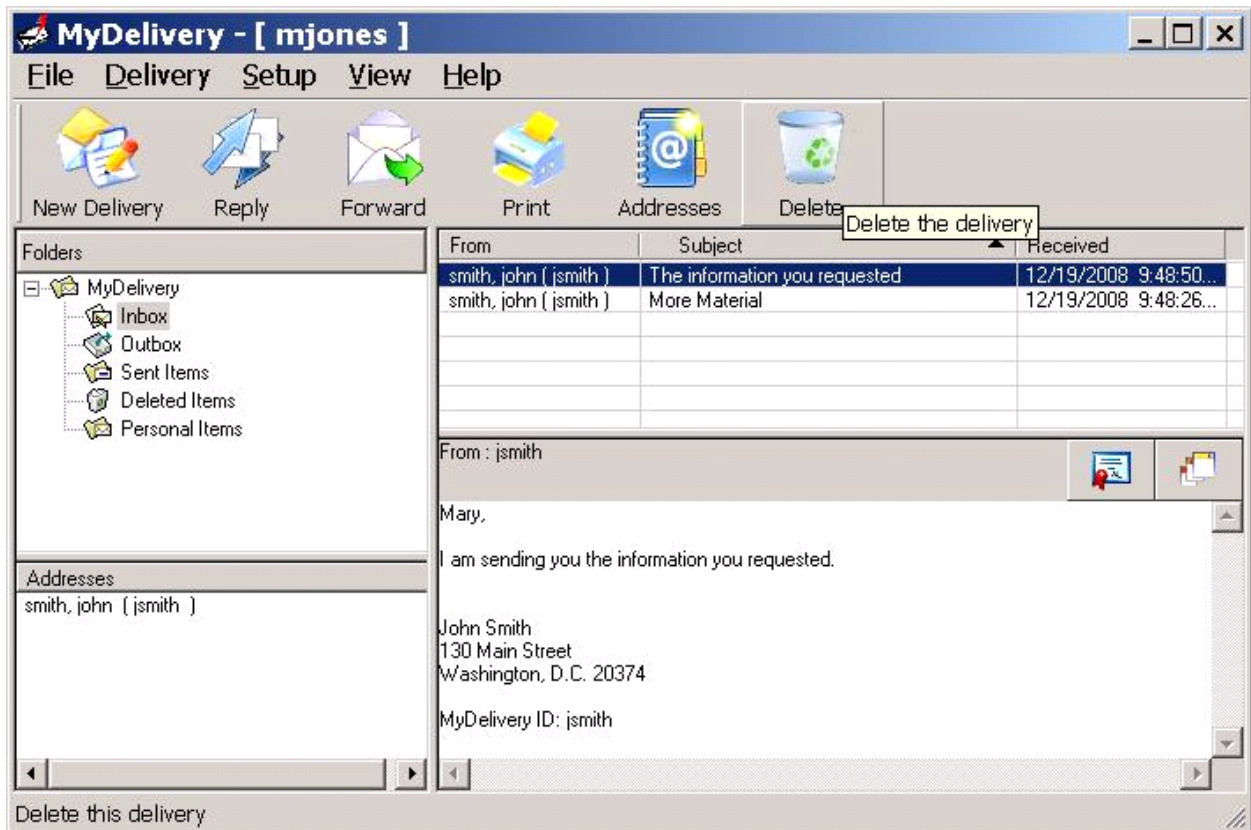 MyDelivery - [ mjones ]
File Delivery Setup View Help
New Delivery Reply Forward Print Addresses Delete
Delete the delivery
Folders
MyDelivery
Inbox
Outbox
Sent Items
Deleted Items
Personal Items
Addresses
smith, john ( jsmith )
From Subject Received
smith, john ( jsmith ) The information you requested 12/19/2008 9:48:50...
smith, john ( jsmith ) More Material 12/19/2008 9:48:26...
From : jsmith
Mary,
I am sending you the information you requested.
John Smith
130 Main Street
Washington, D.C. 20374
MyDelivery ID: jsmith
Delete this delivery